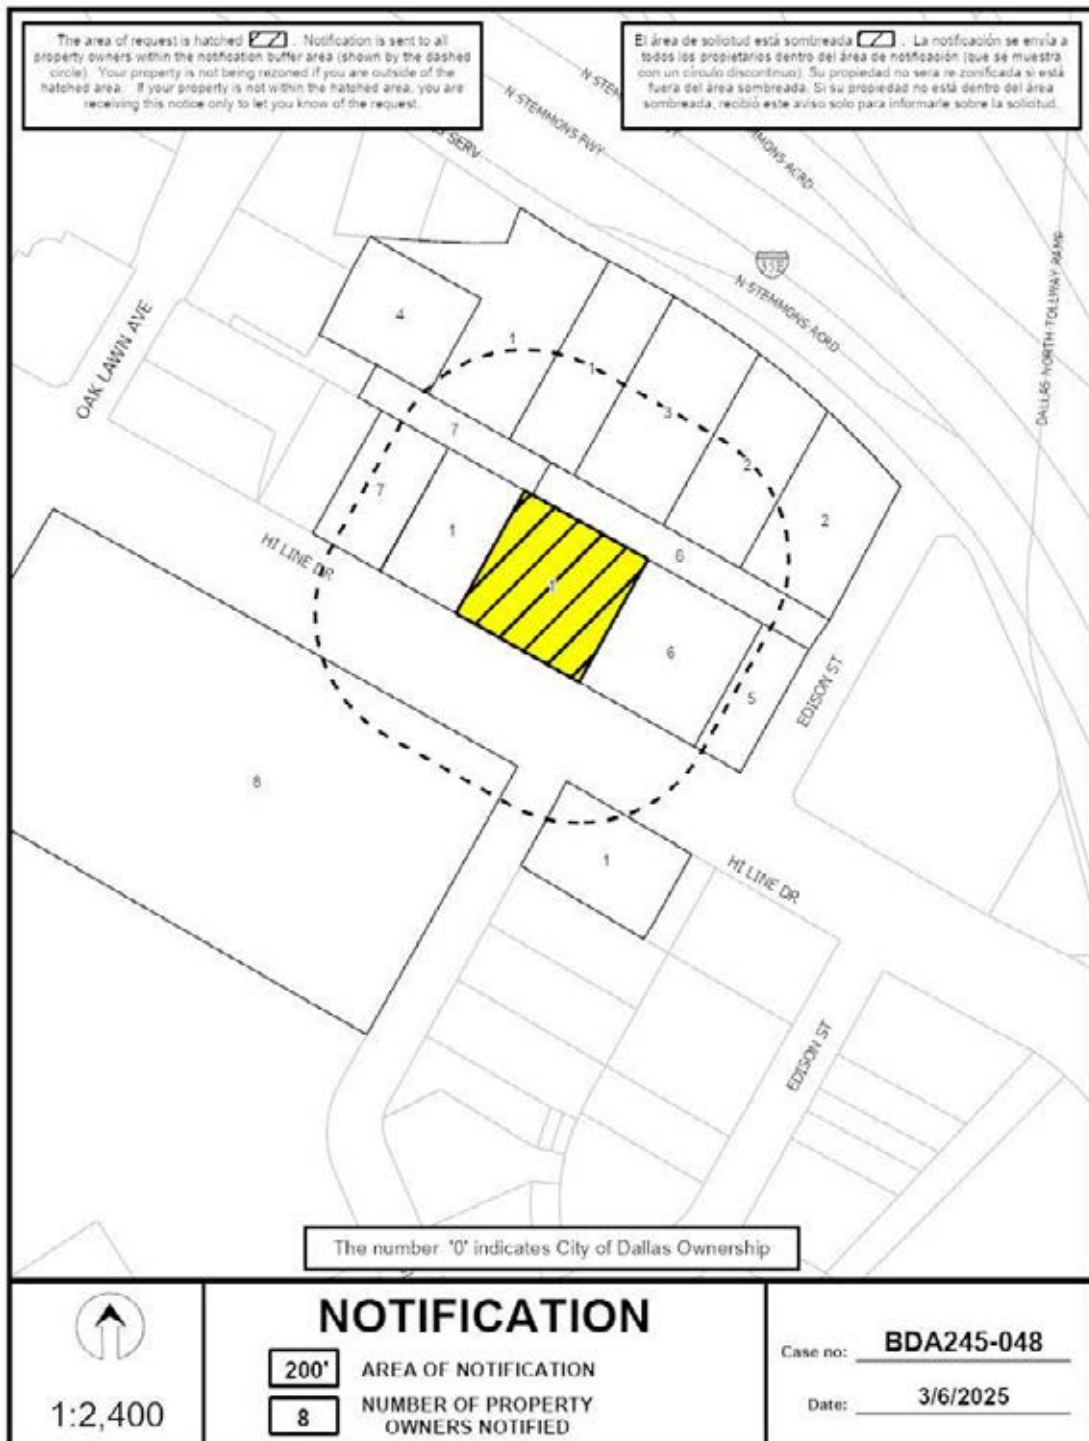 The area of request is hatched . Notification is sent to all
property owners within the notification buffer area (shown by the dashed
circle). Your property is not being rezoned if you are outside of the
hatched area. If your property is not within the hatched area, you are
receiving this notice only to let you know of the request.
El área de solicitud está sombreada . La notificación se envía a
todos los propietarios dentro del área de notificación (que se muestra
con un círculo discontinuo). Su propiedad no sera re zonificada si está
fuera del área sombreada. Si su propiedad no está dentro del área
sombreada, recibió este aviso solo para informarle sobre la solicitud.
SERV
N STEMMONS FWY
N STEM
MMONS ACRD
35E
N STEMMONS ACRD
DALLAS NORTH TOLLWAY RAMP
OAK LAWN AVE
4
1
1
3
2
2
7
7
1
1
6
6
5
HI LINE DR
EDISON ST
8
1
HI LINE DR
EDISON ST
The number '0' indicates City of Dallas Ownership
1:2,400
NOTIFICATION
200' AREA OF NOTIFICATION
8 NUMBER OF PROPERTY
OWNERS NOTIFIED
Case no: BDA245-048
Date: 3/6/2025